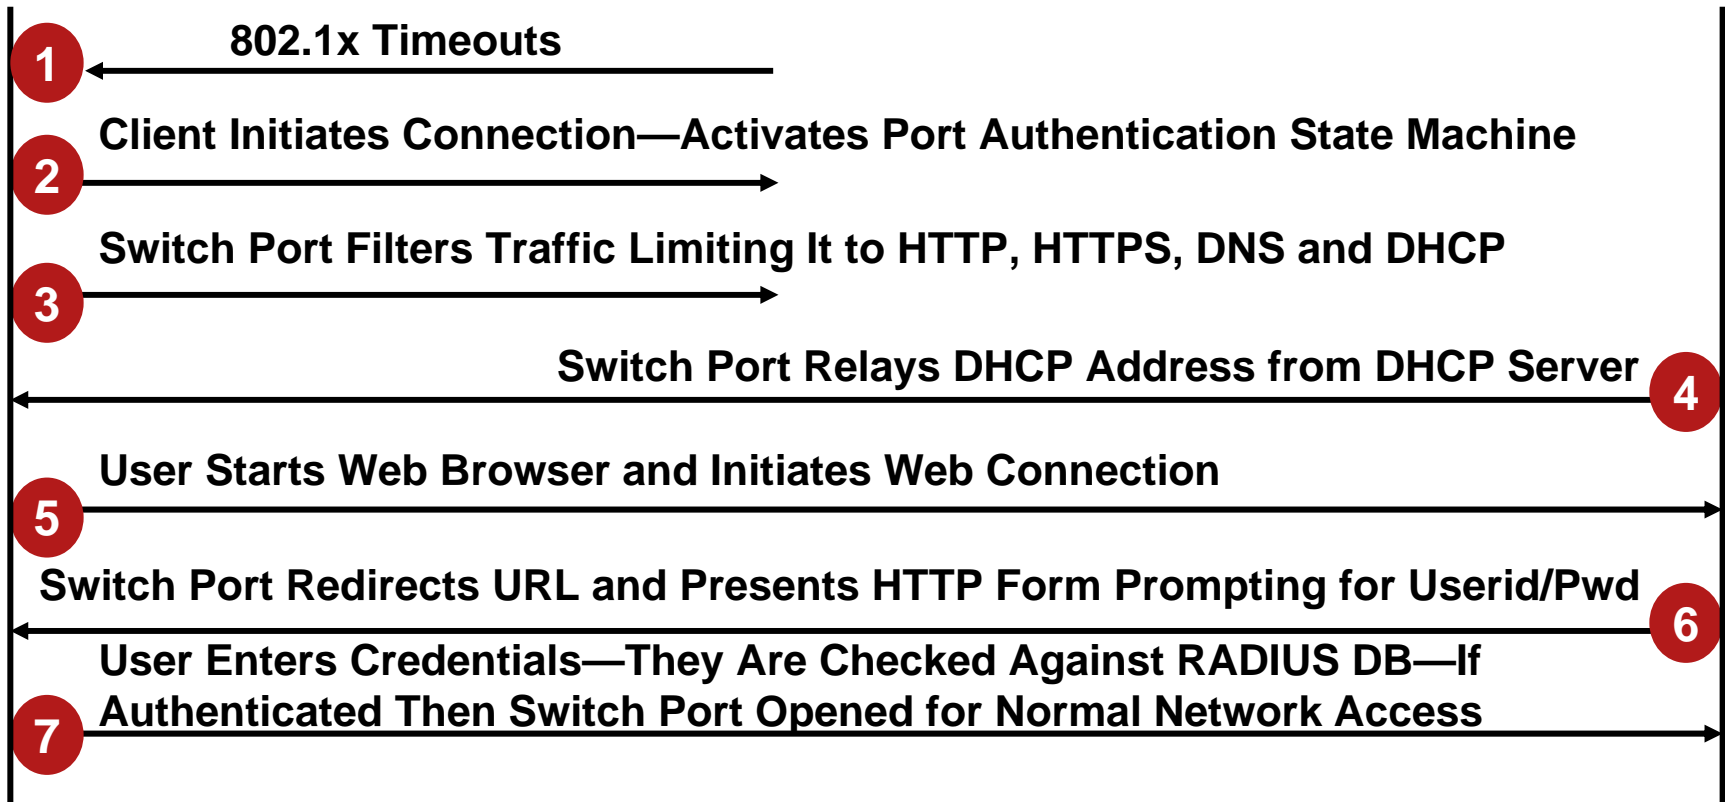 1
802.1x Timeouts
Client Initiates Connection—Activates Port Authentication State Machine
2
Switch Port Filters Traffic Limiting It to HTTP, HTTPS, DNS and DHCP
3
Switch Port Relays DHCP Address from DHCP Server
4
User Starts Web Browser and Initiates Web Connection
5
Switch Port Redirects URL and Presents HTTP Form Prompting for Userid/Pwd
6
User Enters Credentials—They Are Checked Against RADIUS DB—If
Authenticated Then Switch Port Opened for Normal Network Access
7